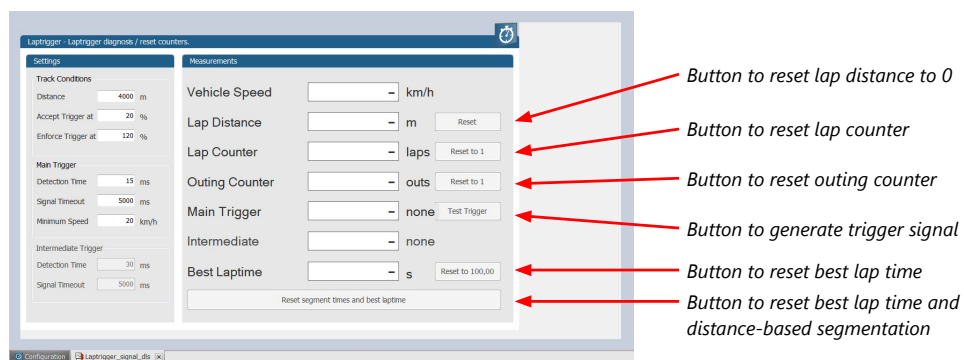 Laptrigger - Laptrigger diagnosis / reset counters.
Settings
Track Conditions
Distance 4000 m
Accept Trigger at 20 %
Enforce Trigger at 120 %
Main Trigger
Detection Time 15 ms
Signal Timeout 5000 ms
Minimum Speed 20 km/h
Intermediate Trigger
Detection Time 30 ms
Signal Timeout 5000 ms
Measurements
Vehicle Speed – km/h
Lap Distance – m Reset
Lap Counter – laps Reset to 1
Outing Counter – outs Reset to 1
Main Trigger – none Test Trigger
Intermediate – none
Best Laptime – s Reset to 100,00
Reset segment times and best laptime
Button to reset lap distance to 0
Button to reset lap counter
Button to reset outing counter
Button to generate trigger signal
Button to reset best lap time
Button to reset best lap time and
distance-based segmentation
Configuration Laptrigger_signal_dls